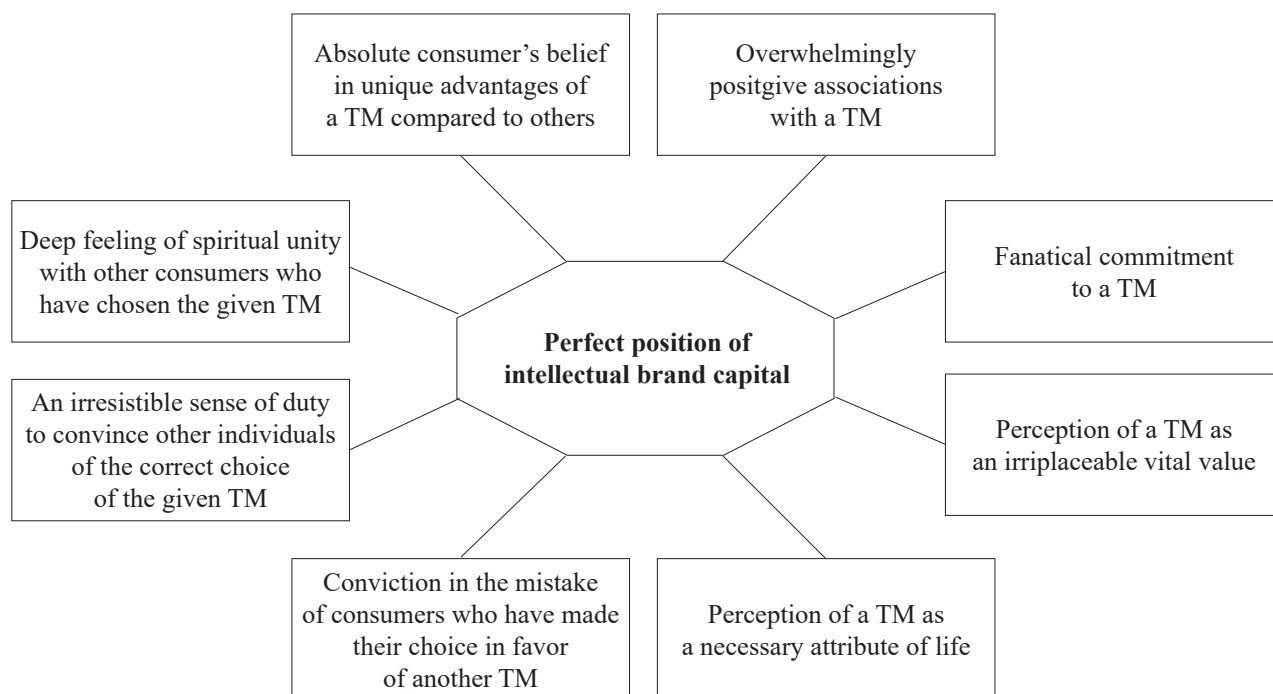 Absolute consumer’s belief
in unique advantages of
a TM compared to others
Overwhelmingly
positgive associations
with a TM
Deep feeling of spiritual unity
with other consumers who
have chosen the given TM
Fanatical commitment
to a TM
Perfect position of
intellectual brand capital
An irresistible sense of duty
to convince other individuals
of the correct choice
of the given TM
Perception of a TM as
an irriplaceable vital value
Conviction in the mistake
of consumers who have made
their choice in favor
of another TM
Perception of a TM as
a necessary attribute of life